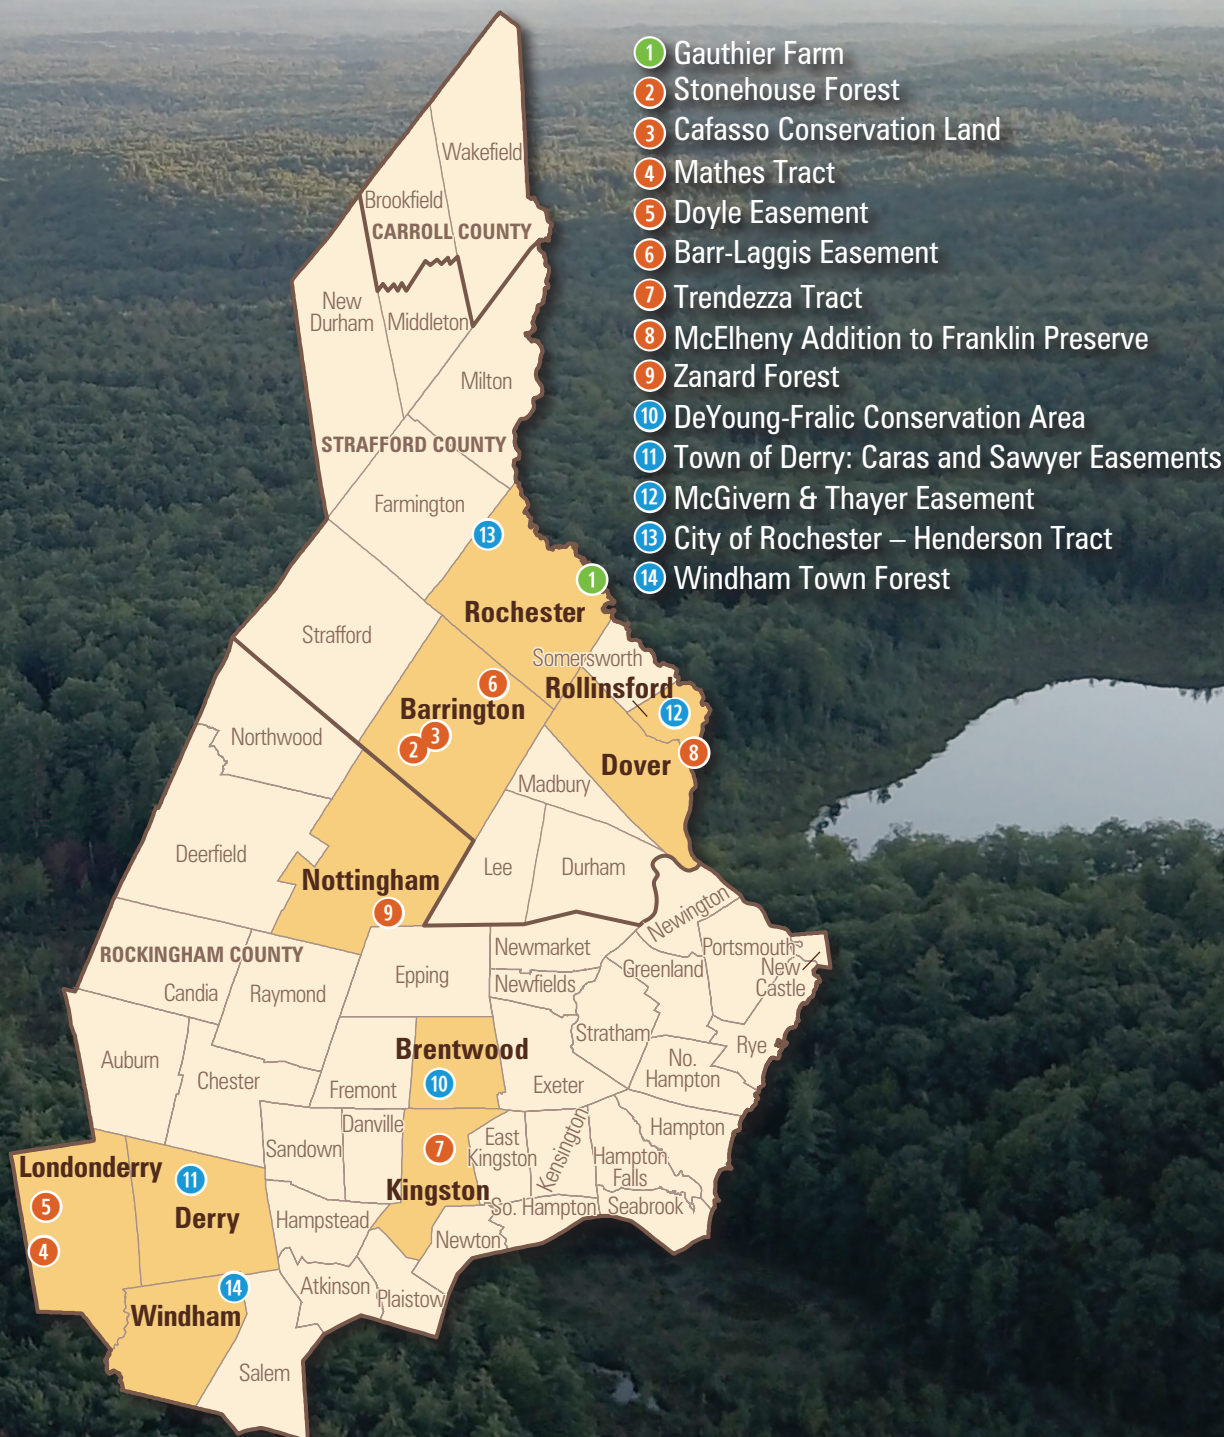 1 Gauthier Farm
2 Stonehouse Forest
3 Cafasso Conservation Land
4 Mathes Tract
5 Doyle Easement
6 Barr-Laggis Easement
7 Trendezza Tract
8 McElheny Addition to Franklin Preserve
9 Zanard Forest
10 DeYoung-Fralic Conservation Area
11 Town of Derry: Caras and Sawyer Easements
12 McGivern & Thayer Easement
13 City of Rochester – Henderson Tract
14 Windham Town Forest
Wakefield
Brookfield
CARROLL COUNTY
New
Durham
Middleton
Milton
STRAFFORD COUNTY
Farmington
13
1
Rochester
Strafford
Somersworth
6
Rollinsford
Barrington
12
3
2
Northwood
8
Dover
Madbury
Deerfield
Lee
Durham
Nottingham
9
Newington
ROCKINGHAM COUNTY
Newmarket
Portsmouth
New
Castle
Greenland
Epping
Newfields
Candia
Raymond
Stratham
Rye
Brentwood
Auburn
No.
Hampton
Chester
Fremont
10
Exeter
Danville
Hampton
Sandown
7
East
Kingston
Kensington
Hampton
Falls
Londonderry
11
Kingston
5
Derry
So. Hampton
Seabrook
Hampstead
4
Newton
14
Atkinson
Plaistow
Windham
Salem